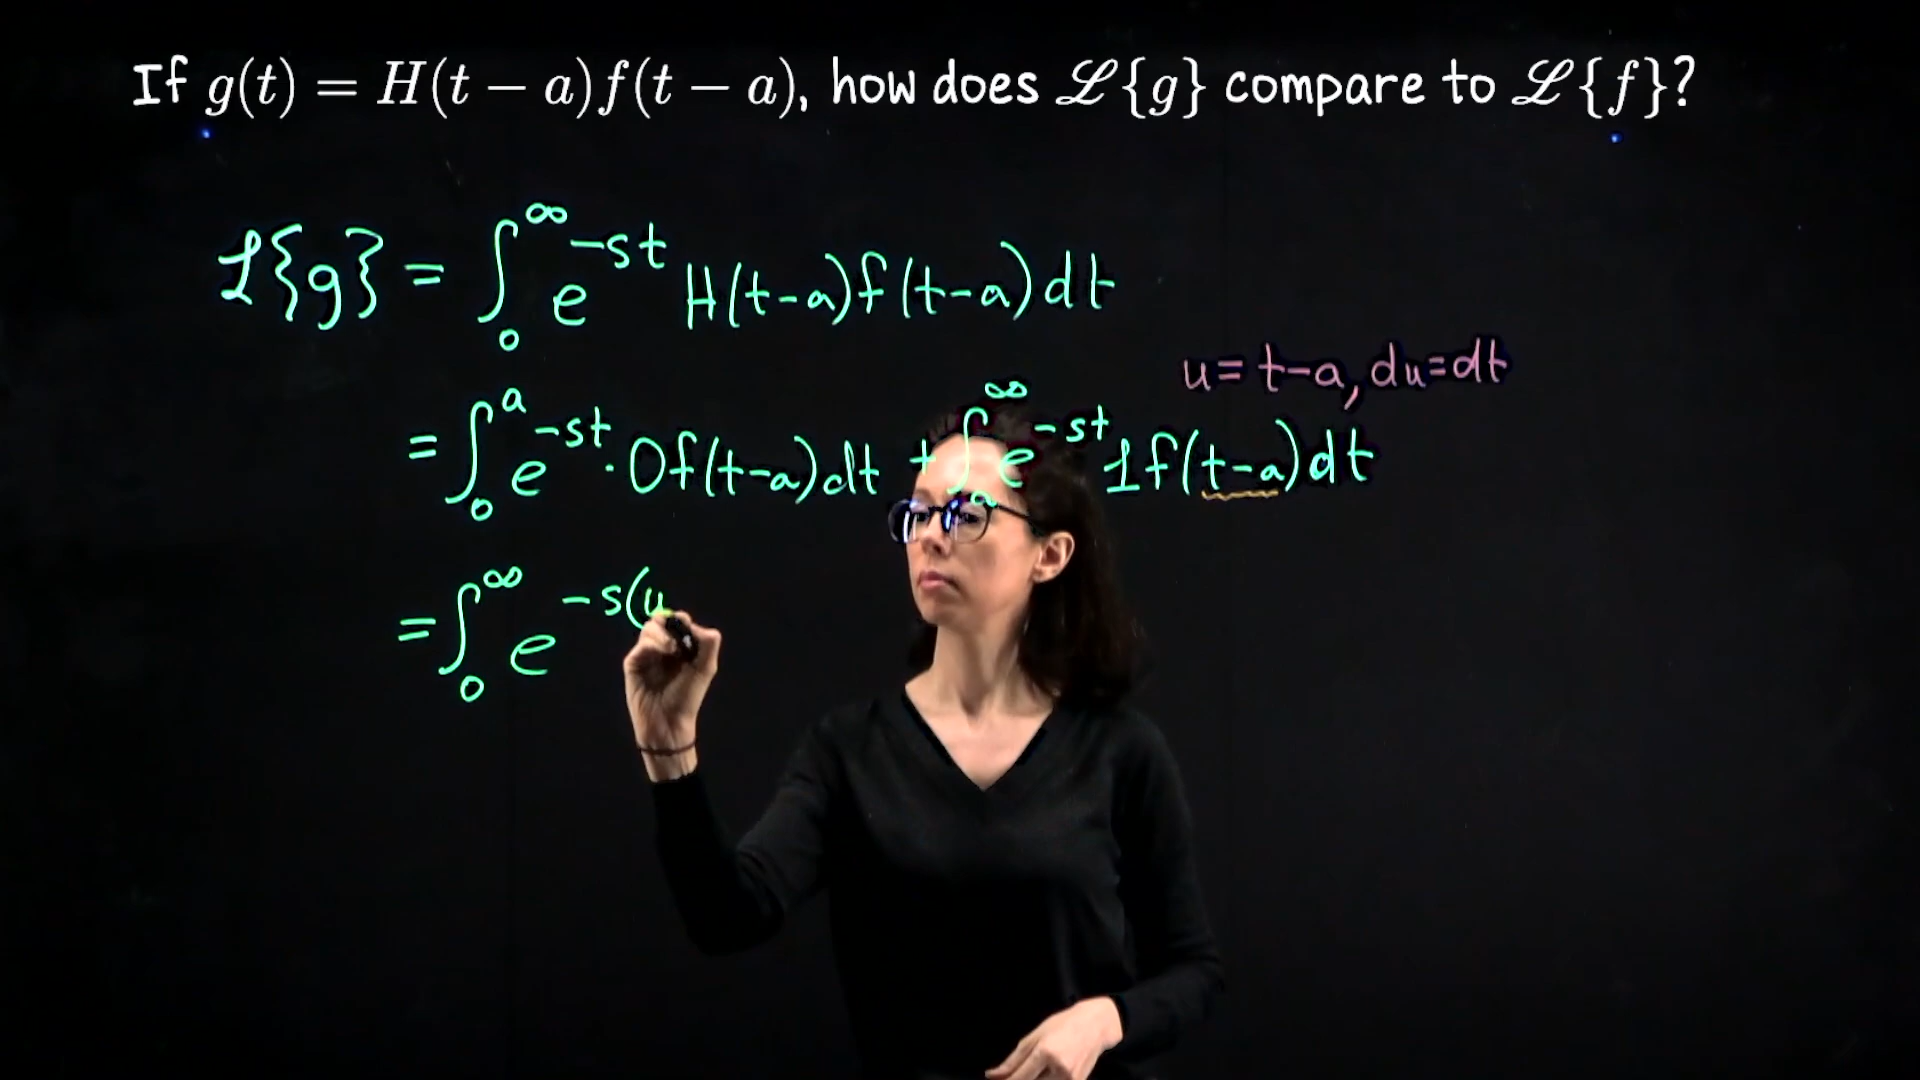 If g(t) = H(t − a)f(t − a), how does ℒ{g} compare to ℒ{f}?
ℒ{g} = ∫₀^∞ e^{-st} H(t-a)f(t-a)dt
u = t-a, du = dt
= ∫₀^a e^{-st} · 0f(t-a)dt + ∫ₐ^∞ e^{-st} 1f(t-a)dt
= ∫₀^∞ e^{-s(u